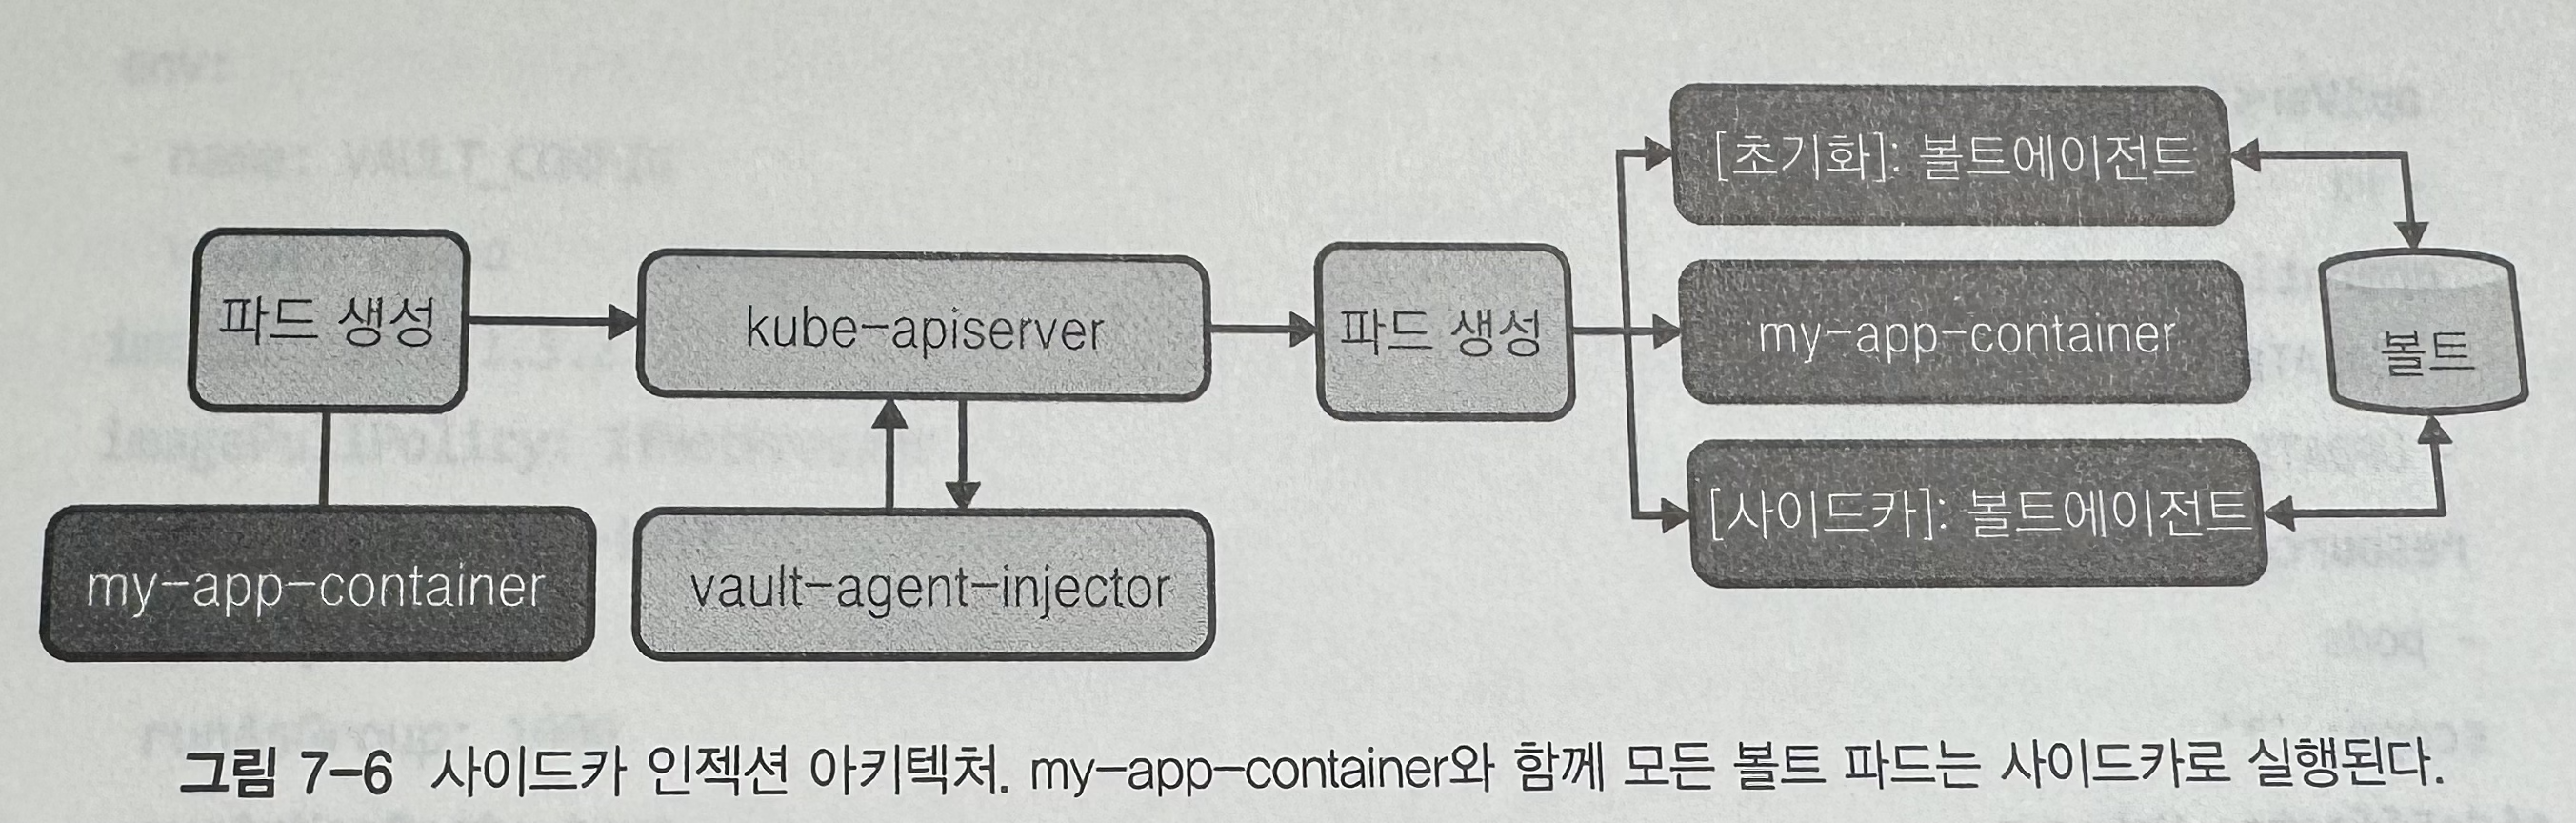 파드 생성
kube-apiserver
파드 생성
[초기화]: 볼트에이전트
my-app-container
[사이드카]: 볼트에이전트
볼트
my-app-container
vault-agent-injector
그림 7-6 사이드카 인젝션 아키텍처. my-app-container와 함께 모든 볼트 파드는 사이드카로 실행된다.